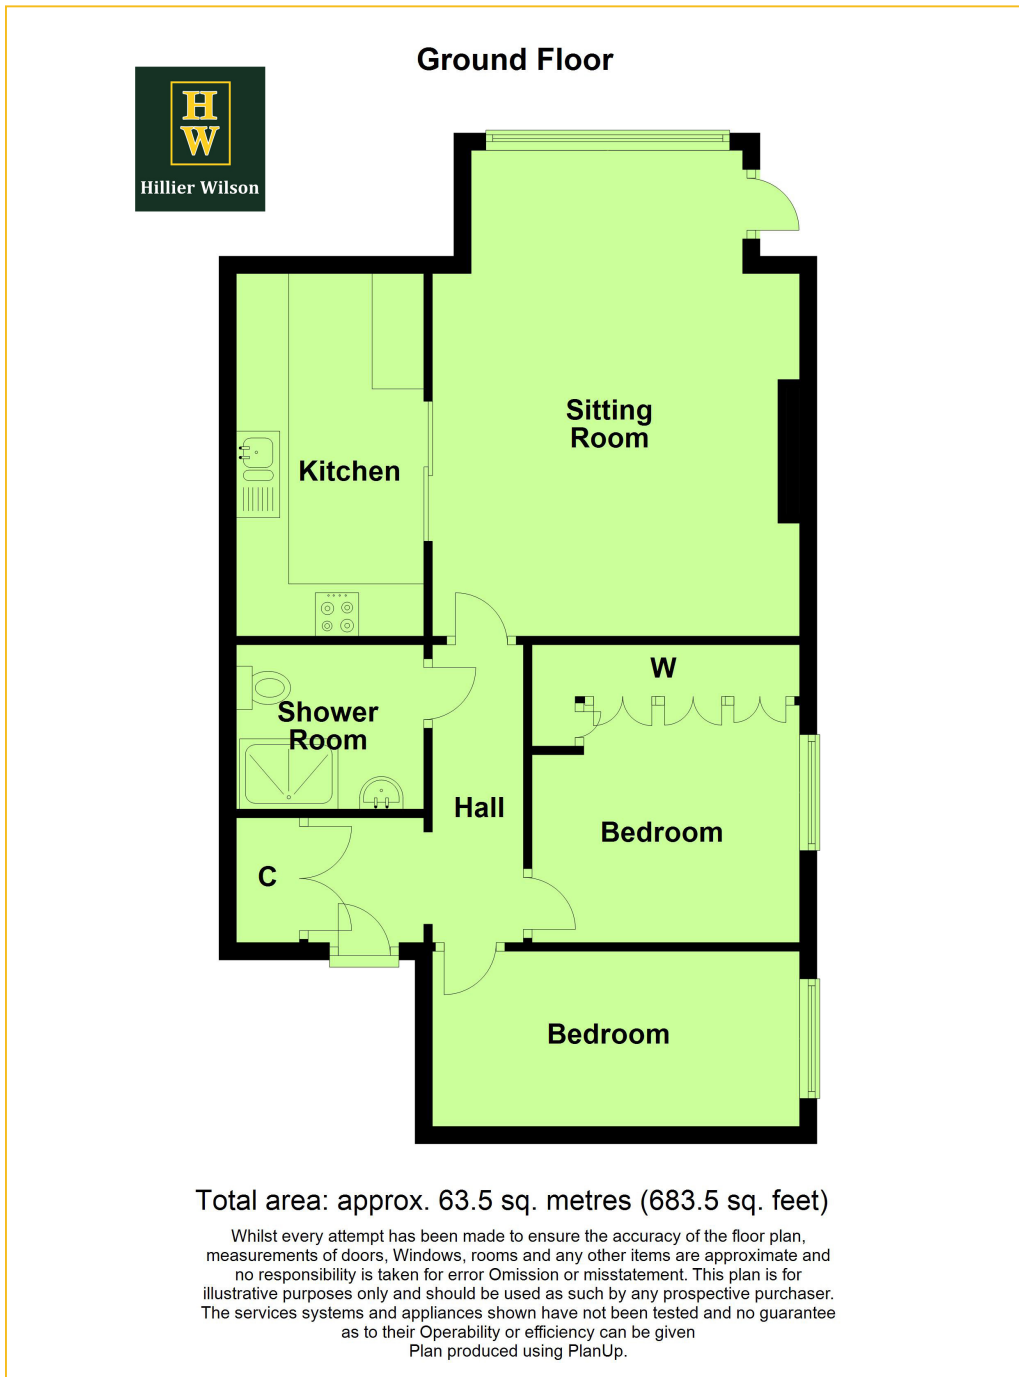 Ground Floor
H
W
Hillier Wilson
Sitting
Room
Kitchen
W
Shower
Room
Hall
Bedroom
C
Bedroom
Total area: approx. 63.5 sq. metres (683.5 sq. feet)
Whilst every attempt has been made to ensure the accuracy of the floor plan,
measurements of doors, Windows, rooms and any other items are approximate and
no responsibility is taken for error Omission or misstatement. This plan is for
illustrative purposes only and should be used as such by any prospective purchaser.
The services systems and appliances shown have not been tested and no guarantee
as to their Operability or efficiency can be given
Plan produced using PlanUp.